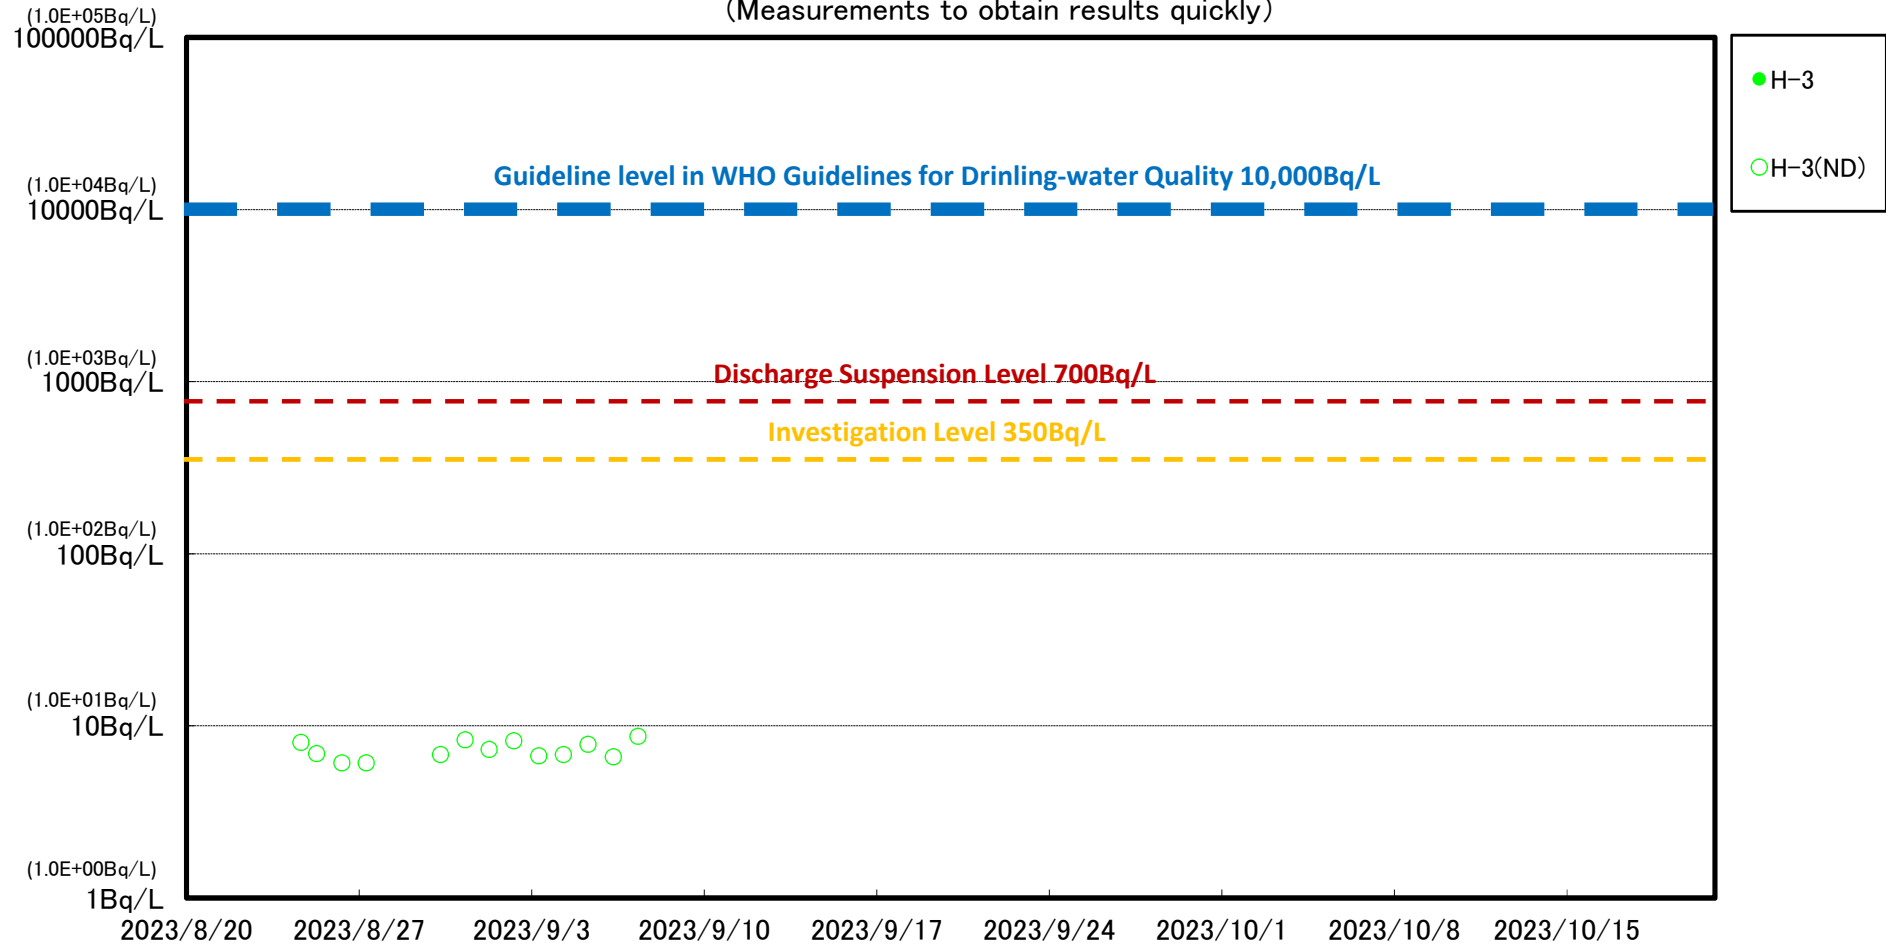 (Measurements to obtain results quickly)
(1.0E+05Bq/L)
100000Bq/L
H-3
H-3(ND)
Guideline level in WHO Guidelines for Drinling-water Quality 10,000Bq/L
(1.0E+04Bq/L)
10000Bq/L
(1.0E+03Bq/L)
1000Bq/L
Discharge Suspension Level 700Bq/L
Investigation Level 350Bq/L
(1.0E+02Bq/L)
100Bq/L
(1.0E+01Bq/L)
10Bq/L
(1.0E+00Bq/L)
1Bq/L
2023/8/20 2023/8/27 2023/9/3 2023/9/10 2023/9/17 2023/9/24 2023/10/1 2023/10/8 2023/10/15